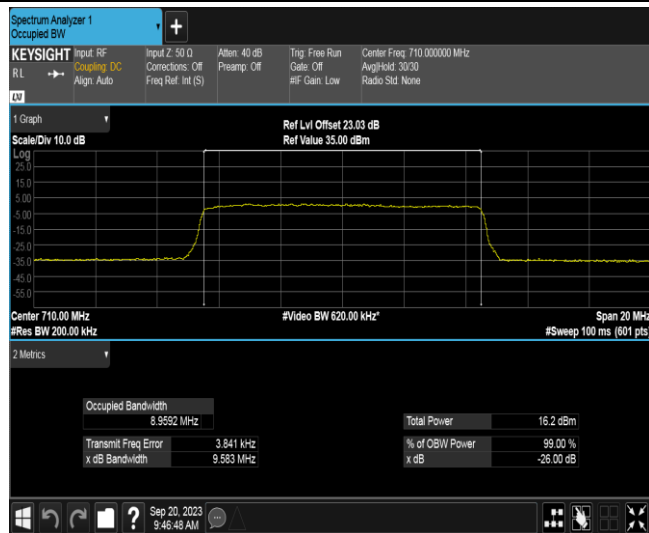 Spectrum Analyzer 1
Occupied BW
+
KEYSIGHT
RL
LXI
Input: RF
Coupling: DC
Align: Auto
Input Z: 50 Ω
Corrections: Off
Freq Ref: Int (S)
Atten: 40 dB
Preamp: Off
Trig: Free Run
Gate: Off
#IF Gain: Low
Center Freq: 710.000000 MHz
Avg|Hold: 30/30
Radio Std: None
1 Graph
Scale/Div 10.0 dB
Ref Lvl Offset 23.03 dB
Ref Value 35.00 dBm
Log
25.0
15.0
5.00
-5.00
-15.0
-25.0
-35.0
-45.0
-55.0
Center 710.00 MHz
#Res BW 200.00 kHz
#Video BW 620.00 kHz*
Span 20 MHz
#Sweep 100 ms (601 pts)
2 Metrics
Occupied Bandwidth
8.9592 MHz
Total Power 16.2 dBm
Transmit Freq Error 3.841 kHz
% of OBW Power 99.00 %
x dB Bandwidth 9.583 MHz
x dB -26.00 dB
?
Sep 20, 2023
9:46:48 AM